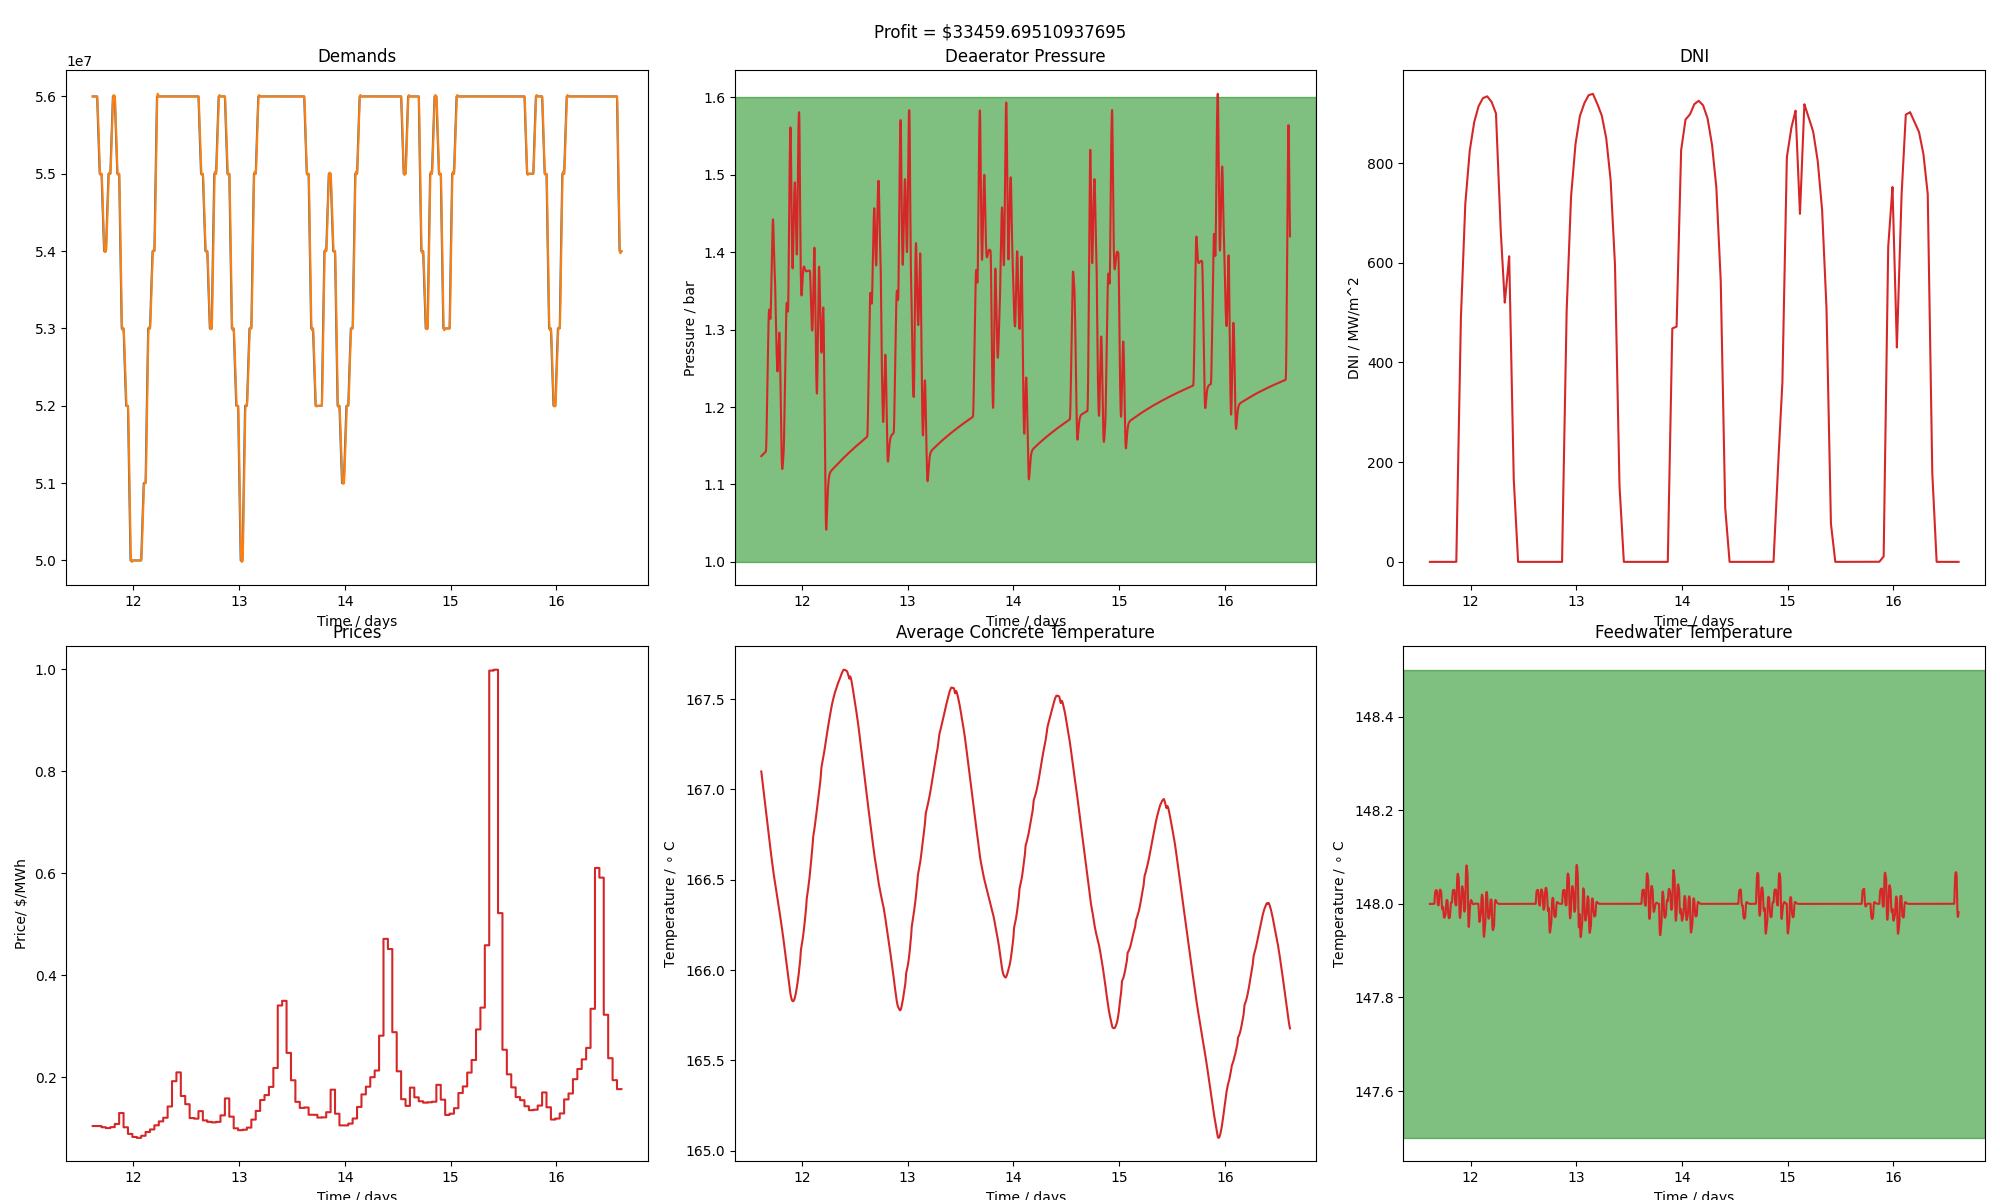 Profit = $33459.69510937695
Demands
1e7
5.6
5.5
5.4
5.3
5.2
5.1
5.0
12 13 14 15 16
Time / days
Deaerator Pressure
Pressure / bar
1.6
1.5
1.4
1.3
1.2
1.1
1.0
12 13 14 15 16
Time / days
DNI
DNI / MW/m^2
800
600
400
200
0
12 13 14 15 16
Time / days
Prices
Price/ $/MWh
1.0
0.8
0.6
0.4
0.2
12 13 14 15 16
Time / days
Average Concrete Temperature
Temperature / ∘ C
167.5
167.0
166.5
166.0
165.5
165.0
12 13 14 15 16
Time / days
Feedwater Temperature
Temperature / ∘ C
148.4
148.2
148.0
147.8
147.6
12 13 14 15 16
Time / days